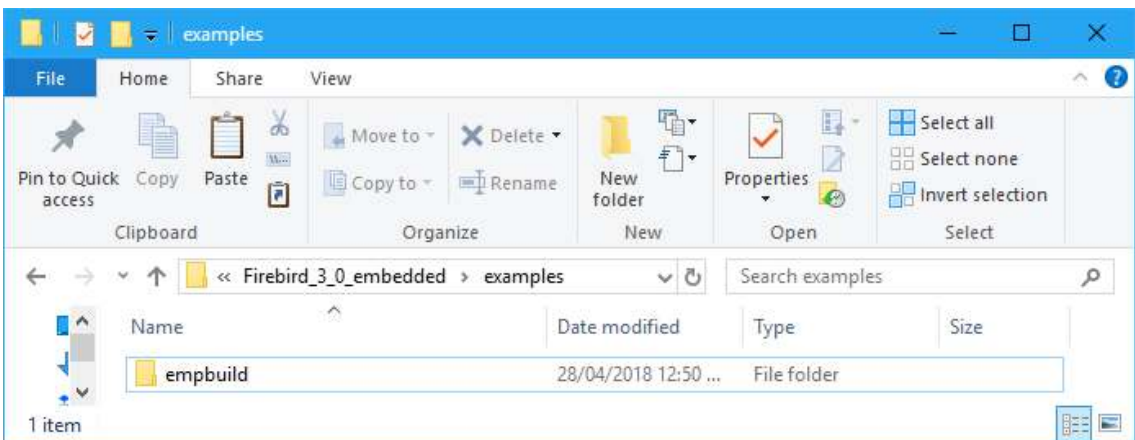 examples
File Home Share View
Move to Delete Select all
Copy to Rename Select none
Pin to Quick access Copy Paste New folder Properties Invert selection
Clipboard Organize New Open Select
« Firebird_3_0_embedded > examples Search examples
Name Date modified Type Size
empbuild 28/04/2018 12:50 ... File folder
1 item